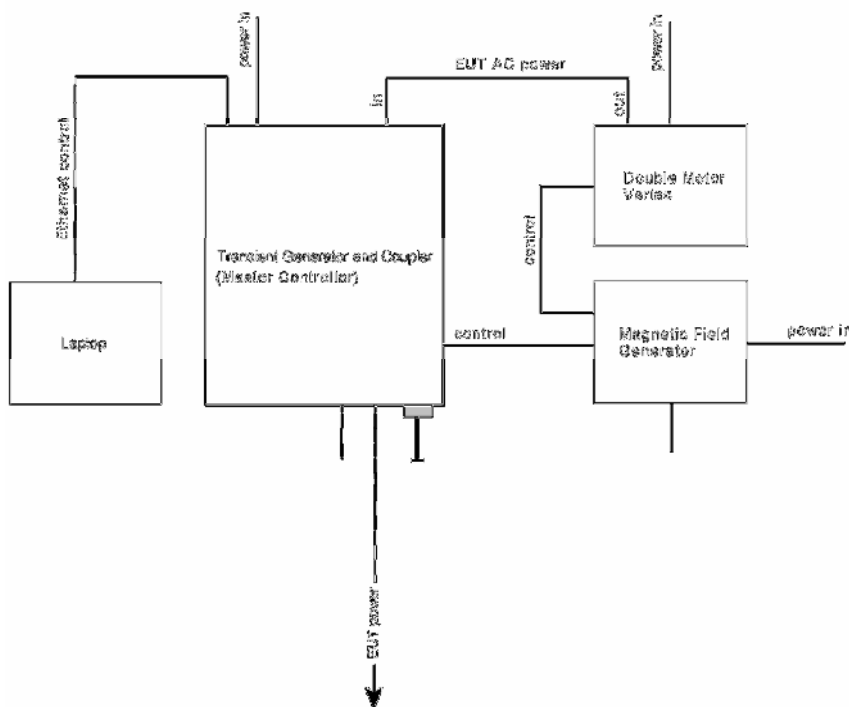 power in
EUT AC power
power in
in
out
Ethernet control
Double Motor
Vertex
control
Transient Generator and Coupler
(Master Controller)
control
Magnetic Field
Generator
power in
Laptop
EUT power